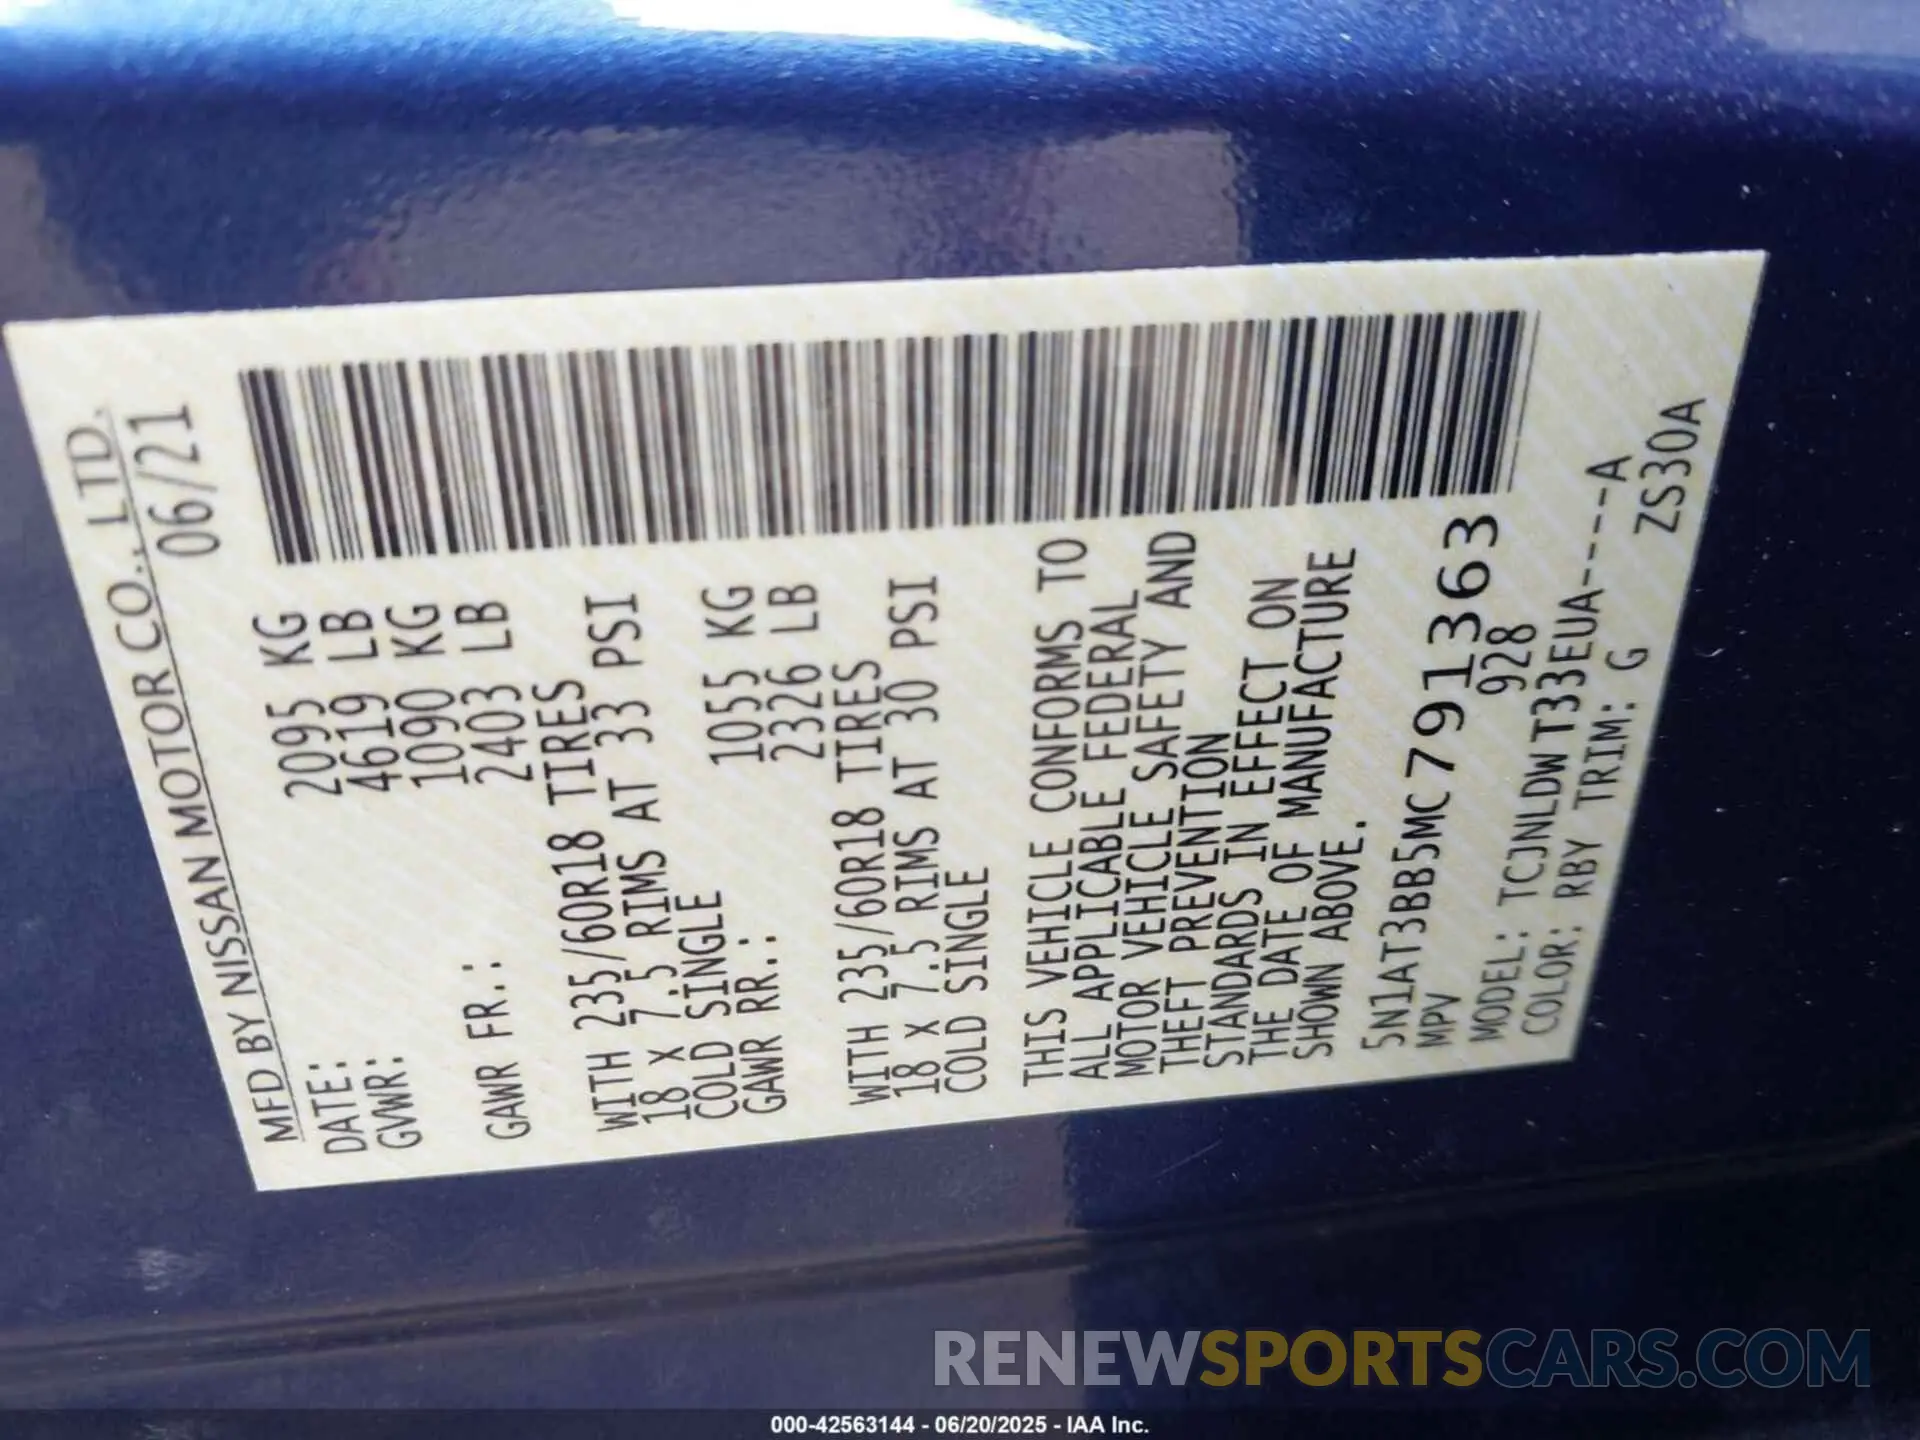 MFD BY NISSAN MOTOR CO., LTD.
DATE: 06/21
GVWR: 2095 KG
4619 LB
GAWR FR.: 1090 KG
2403 LB
WITH 235/60R18 TIRES
18 X 7.5 RIMS AT 33 PSI
COLD SINGLE
GAWR RR.: 1055 KG
2326 LB
WITH 235/60R18 TIRES
18 X 7.5 RIMS AT 30 PSI
COLD SINGLE
THIS VEHICLE CONFORMS TO
ALL APPLICABLE FEDERAL
MOTOR VEHICLE SAFETY AND
THEFT PREVENTION
STANDARDS IN EFFECT ON
THE DATE OF MANUFACTURE
SHOWN ABOVE.
5N1AT3BB5MC791363
MPV 928
MODEL: TCJNLDWT33EUA----A
COLOR: RBY TRIM: G
ZS30A
RENEWSPORTSCARS.COM
000-42563144 - 06/20/2025 - IAA Inc.